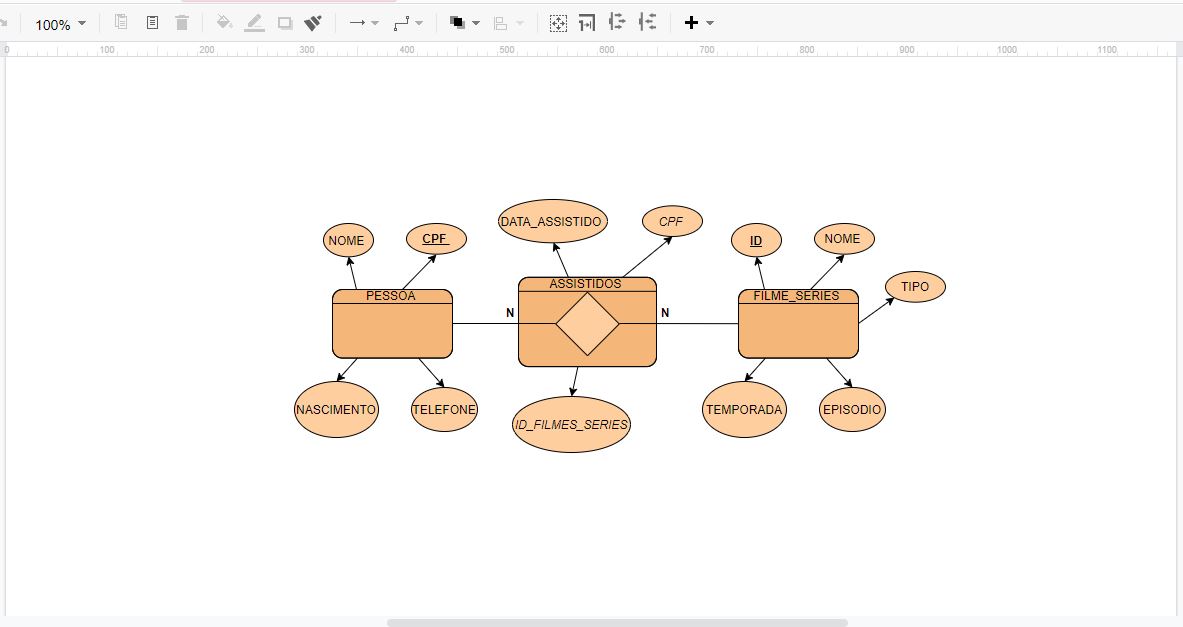 100%
0 100 200 300 400 500 600 700 800 900 1000 1100
DATA_ASSISTIDO
CPF
NOME
CPF
ID
NOME
TIPO
PESSOA
ASSISTIDOS
FILME_SERIES
N
N
NASCIMENTO
TELEFONE
ID_FILMES_SERIES
TEMPORADA
EPISODIO